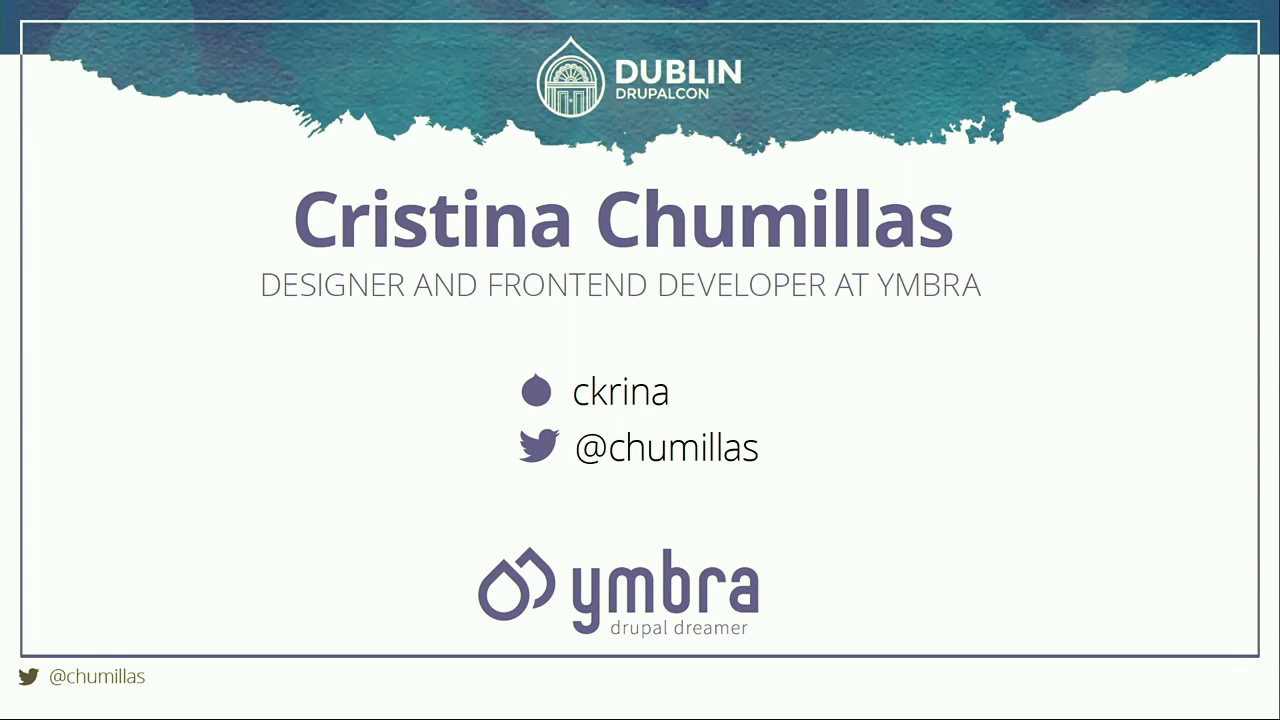 DUBLIN
DRUPALCON
Cristina Chumillas
DESIGNER AND FRONTEND DEVELOPER AT YMBRA
ckrina
@chumillas
ymbra
drupal dreamer
@chumillas